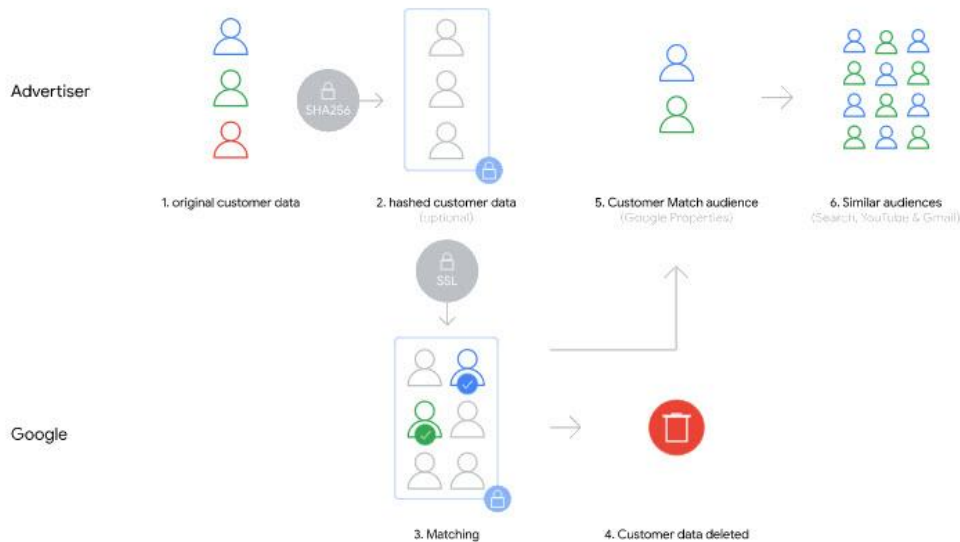 Advertiser
SHA256
1. original customer data
2. hashed customer data
(optional)
5. Customer Match audience
(Google Properties)
6. Similar audiences
(Search, YouTube & Gmail)
SSL
Google
3. Matching
4. Customer data deleted